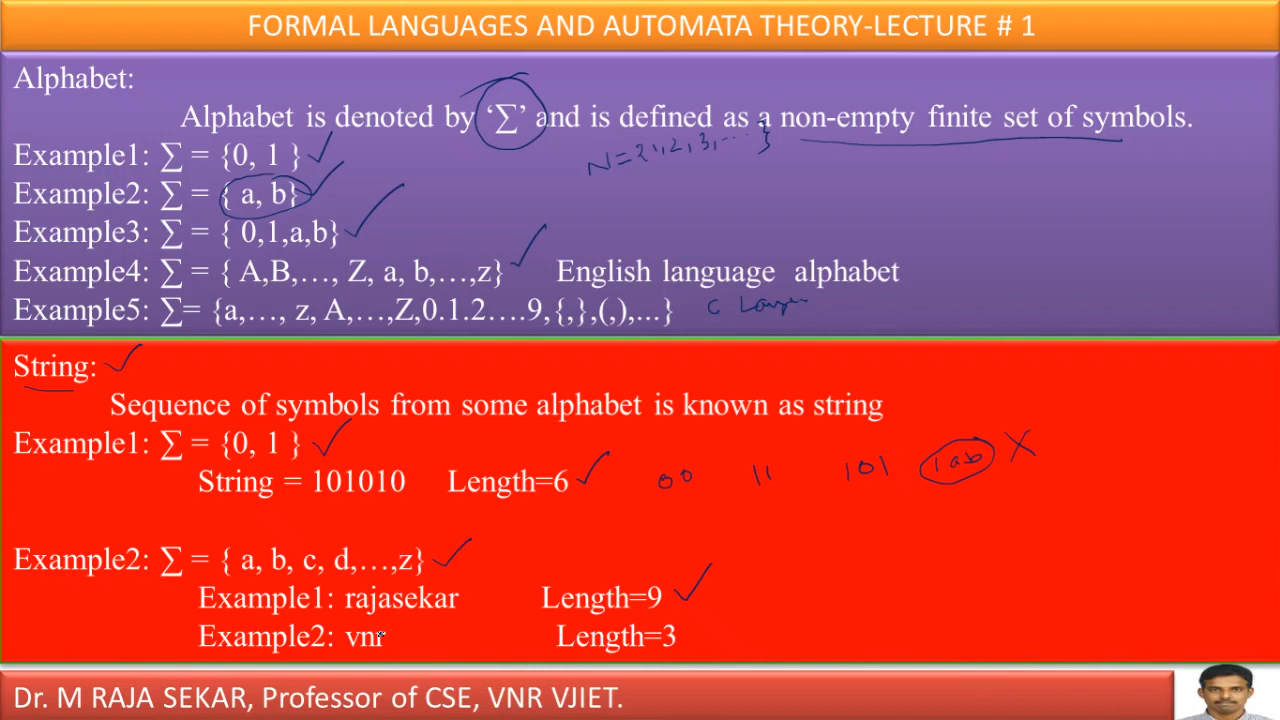 FORMAL LANGUAGES AND AUTOMATA THEORY-LECTURE # 1
Alphabet:
Alphabet is denoted by ‘∑’ and is defined as a non-empty finite set of symbols.
Example1: ∑ = {0, 1 }
N={1,2,3,...}
Example2: ∑ = { a, b}
Example3: ∑ = { 0,1,a,b}
Example4: ∑ = { A,B,…, Z, a, b,…,z} English language alphabet
Example5: ∑= {a,…, z, A,…,Z,0.1.2….9,{,},(,),...} C
String:
Sequence of symbols from some alphabet is known as string
Example1: ∑ = {0, 1 }
String = 101010 Length=6 00 11 101 1ab X
Example2: ∑ = { a, b, c, d,…,z}
Example1: rajasekar Length=9
Example2: vnr Length=3
Dr. M RAJA SEKAR, Professor of CSE, VNR VJIET.